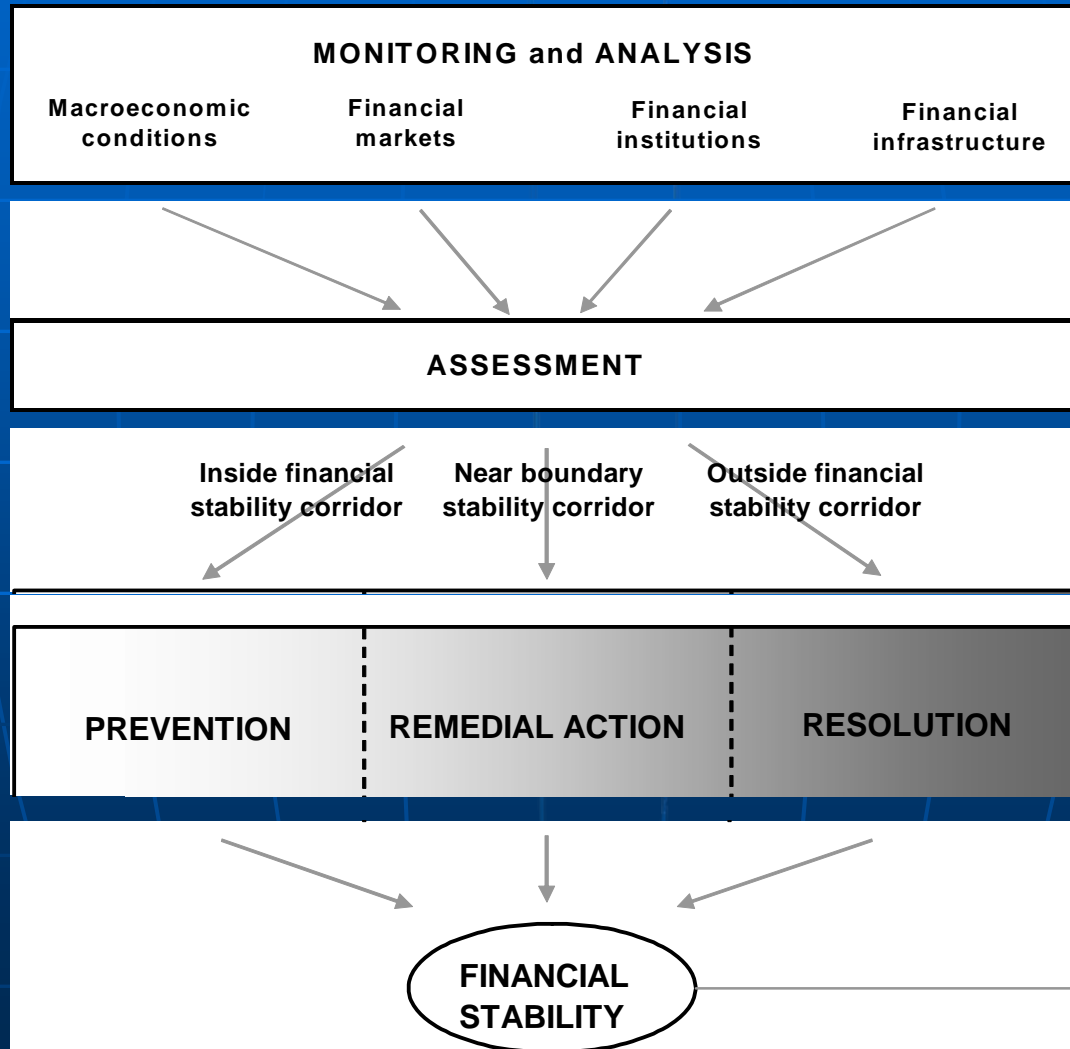 MONITORING and ANALYSIS
Macroeconomic
conditions
Financial
markets
Financial
institutions
Financial
infrastructure
ASSESSMENT
Inside financial
stability corridor
Near boundary
stability corridor
Outside financial
stability corridor
PREVENTION
REMEDIAL ACTION
RESOLUTION
FINANCIAL
STABILITY